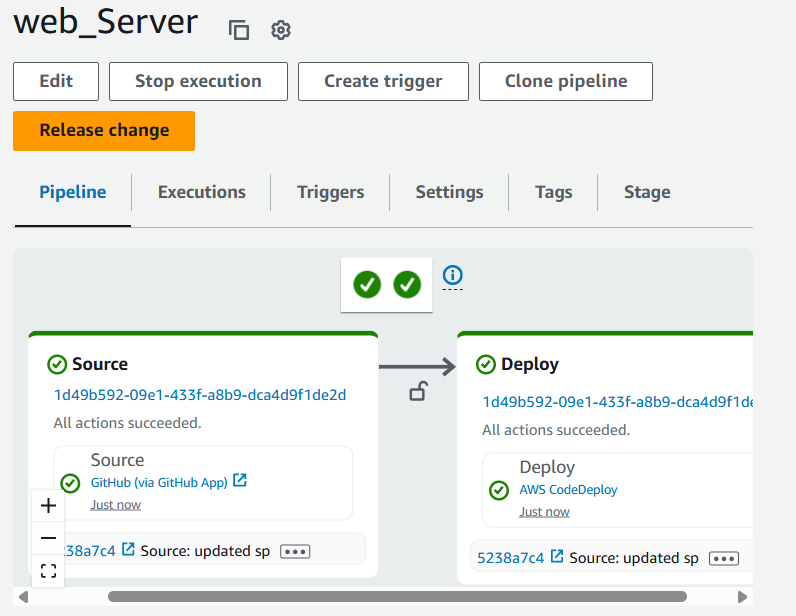 web_Server
Edit Stop execution Create trigger Clone pipeline
Release change
Pipeline Executions Triggers Settings Tags Stage
Source
1d49b592-09e1-433f-a8b9-dca4d9f1de2d
All actions succeeded.
Source
GitHub (via GitHub App)
Just now
5238a7c4 Source: updated sp
Deploy
1d49b592-09e1-433f-a8b9-dca4d9f1de
All actions succeeded.
Deploy
AWS CodeDeploy
Just now
5238a7c4 Source: updated sp